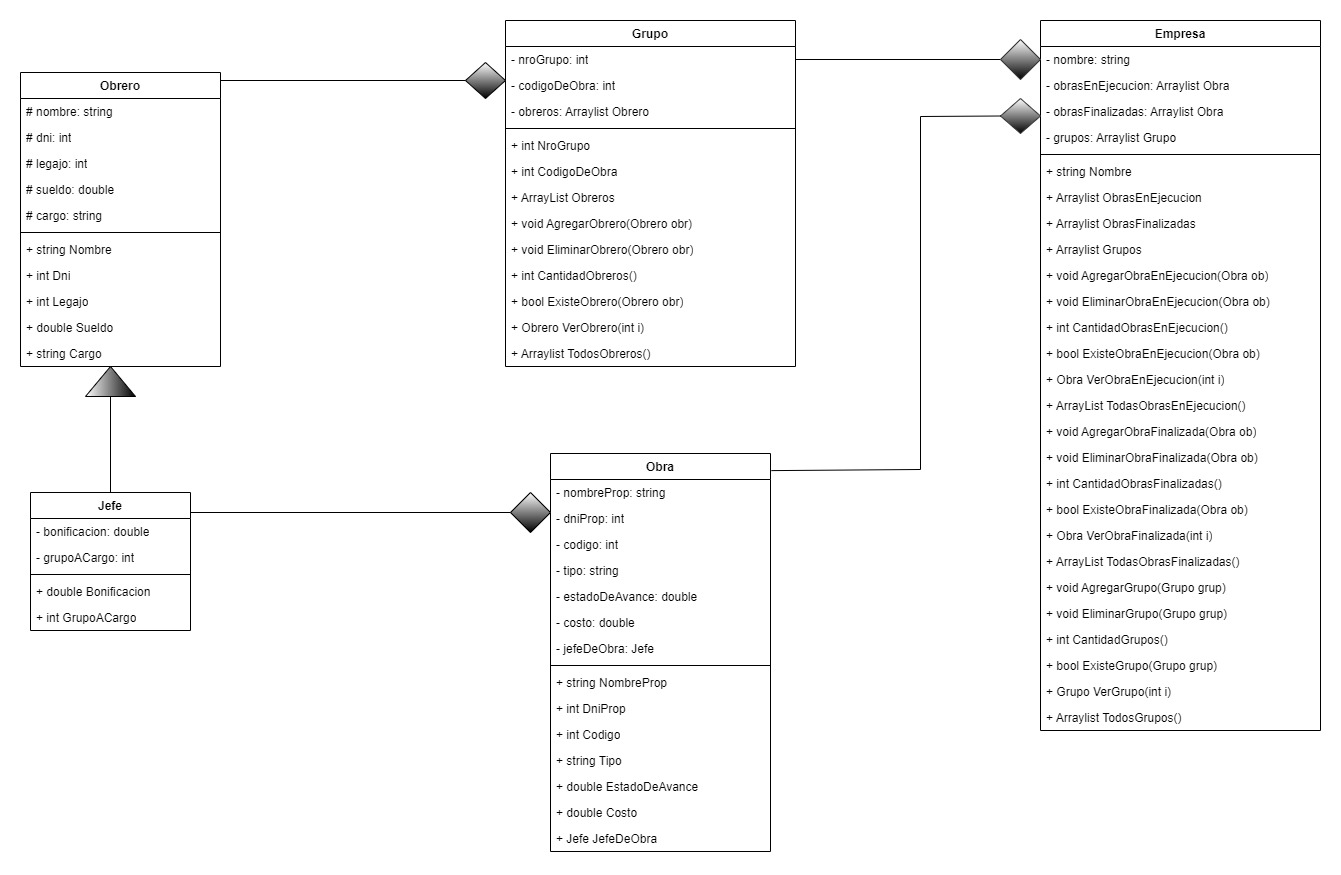 Obrero
# nombre: string
# dni: int
# legajo: int
# sueldo: double
# cargo: string
+ string Nombre
+ int Dni
+ int Legajo
+ double Sueldo
+ string Cargo
Grupo
- nroGrupo: int
- codigoDeObra: int
- obreros: Arraylist Obrero
+ int NroGrupo
+ int CodigoDeObra
+ ArrayList Obreros
+ void AgregarObrero(Obrero obr)
+ void EliminarObrero(Obrero obr)
+ int CantidadObreros()
+ bool ExisteObrero(Obrero obr)
+ Obrero VerObrero(int i)
+ Arraylist TodosObreros()
Empresa
- nombre: string
- obrasEnEjecucion: Arraylist Obra
- obrasFinalizadas: Arraylist Obra
- grupos: Arraylist Grupo
+ string Nombre
+ Arraylist ObrasEnEjecucion
+ Arraylist ObrasFinalizadas
+ Arraylist Grupos
+ void AgregarObraEnEjecucion(Obra ob)
+ void EliminarObraEnEjecucion(Obra ob)
+ int CantidadObrasEnEjecucion()
+ bool ExisteObraEnEjecucion(Obra ob)
+ Obra VerObraEnEjecucion(int i)
+ ArrayList TodasObrasEnEjecucion()
+ void AgregarObraFinalizada(Obra ob)
+ void EliminarObraFinalizada(Obra ob)
+ int CantidadObrasFinalizadas()
+ bool ExisteObraFinalizada(Obra ob)
+ Obra VerObraFinalizada(int i)
+ ArrayList TodasObrasFinalizadas()
+ void AgregarGrupo(Grupo grup)
+ void EliminarGrupo(Grupo grup)
+ int CantidadGrupos()
+ bool ExisteGrupo(Grupo grup)
+ Grupo VerGrupo(int i)
+ Arraylist TodosGrupos()
Jefe
- bonificacion: double
- grupoACargo: int
+ double Bonificacion
+ int GrupoACargo
Obra
- nombreProp: string
- dniProp: int
- codigo: int
- tipo: string
- estadoDeAvance: double
- costo: double
- jefeDeObra: Jefe
+ string NombreProp
+ int DniProp
+ int Codigo
+ string Tipo
+ double EstadoDeAvance
+ double Costo
+ Jefe JefeDeObra